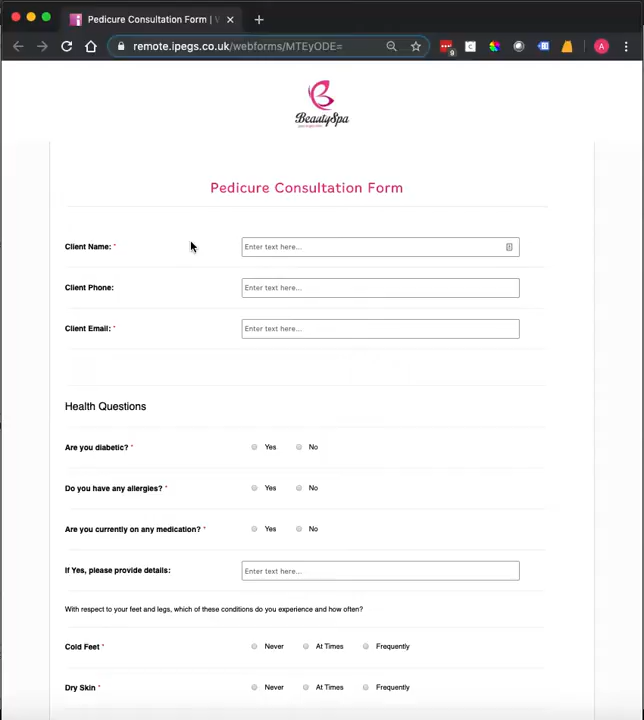 Pedicure Consultation Form |
remote.ipegs.co.uk/webforms/MTEyODE=
9
A
BeautySpa
Pedicure Consultation Form
Client Name: *
Enter text here...
Client Phone:
Enter text here...
Client Email: *
Enter text here...
Health Questions
Are you diabetic? *
Yes No
Do you have any allergies? *
Yes No
Are you currently on any medication? *
Yes No
If Yes, please provide details:
Enter text here...
With respect to your feet and legs, which of these conditions do you experience and how often?
Cold Feet *
Never At Times Frequently
Dry Skin *
Never At Times Frequently